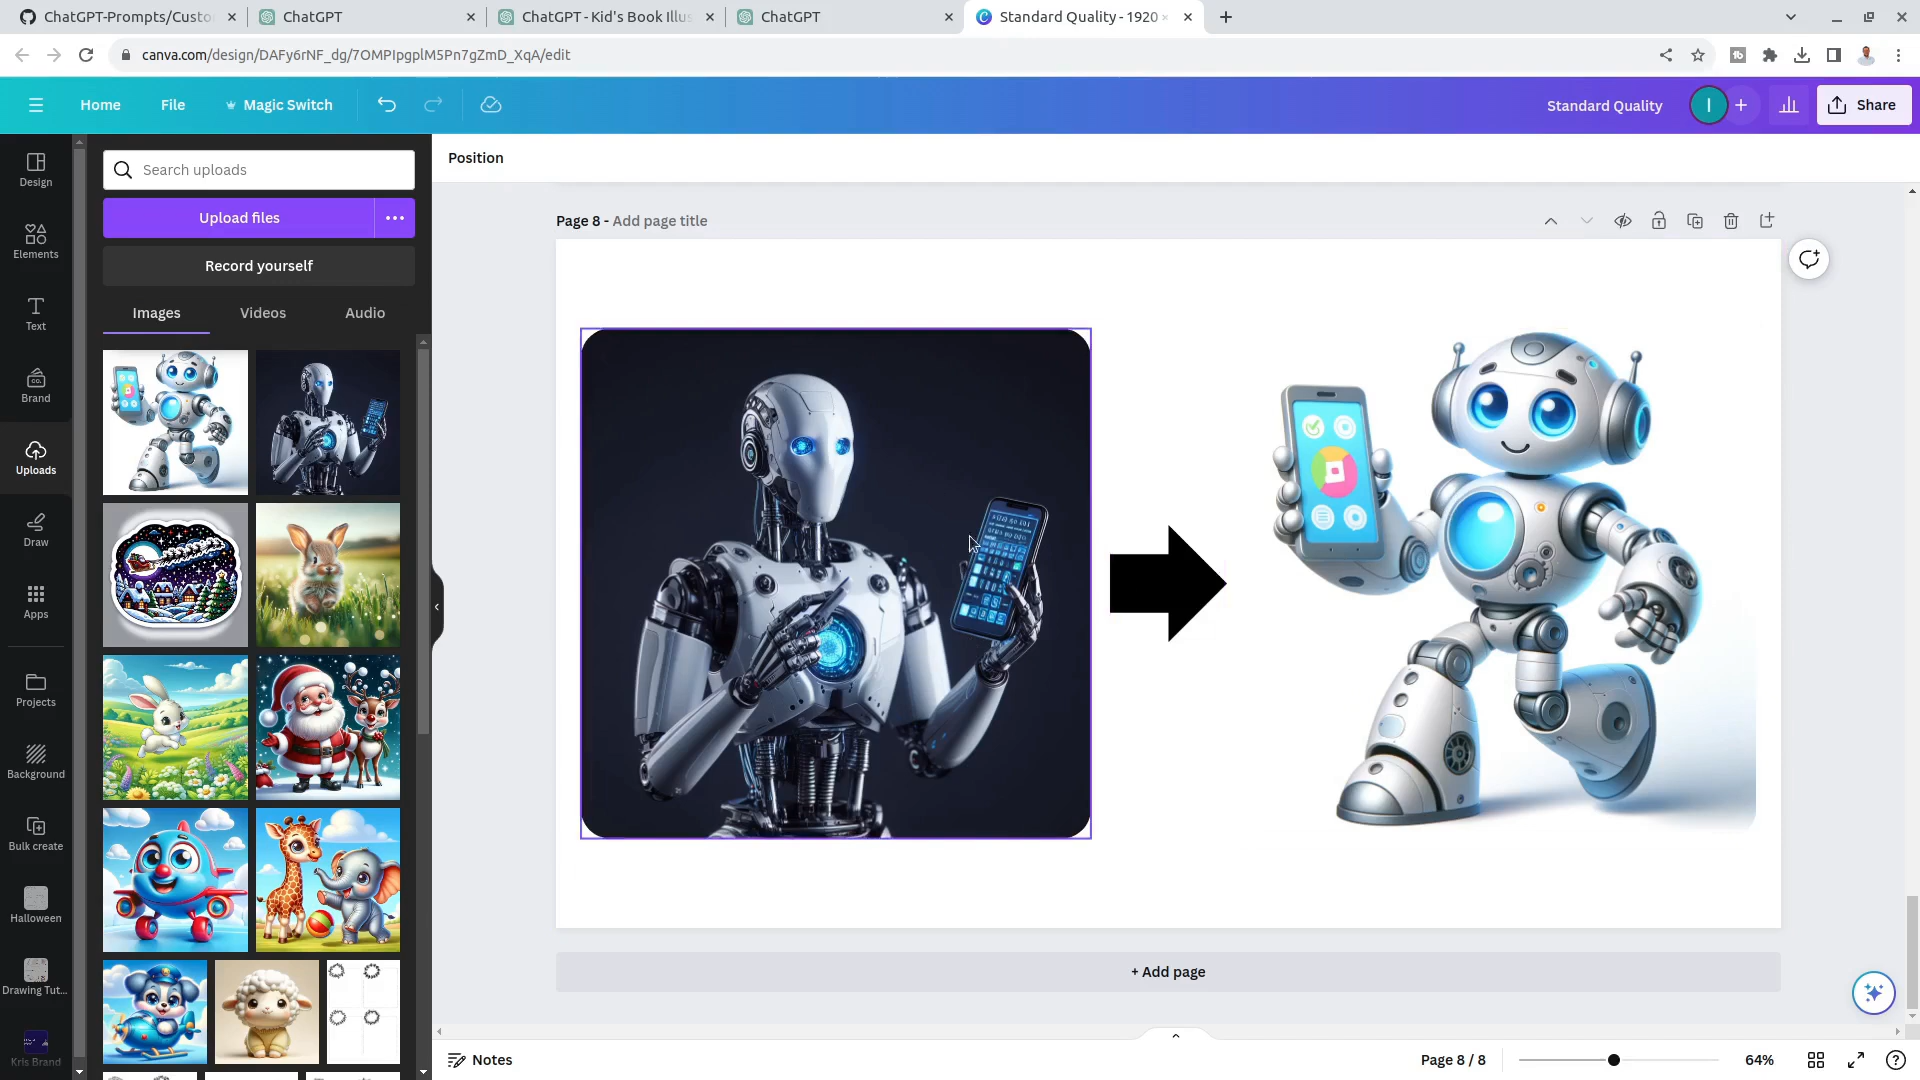 ChatGPT-Prompts/Custo
ChatGPT
ChatGPT - Kid's Book Illus
ChatGPT
Standard Quality - 1920 ×
canva.com/design/DAFy6rNF_dg/7OMPIpgplM5Pn7gZmD_XqA/edit
Home
File
Magic Switch
Standard Quality
I
Share
Design
Elements
Text
Brand
Uploads
Draw
Apps
Projects
Background
Bulk create
Halloween
Drawing Tut...
Kris Brand
Search uploads
Upload files
Record yourself
Images
Videos
Audio
Position
Page 8 - Add page title
+ Add page
Notes
Page 8 / 8
64%